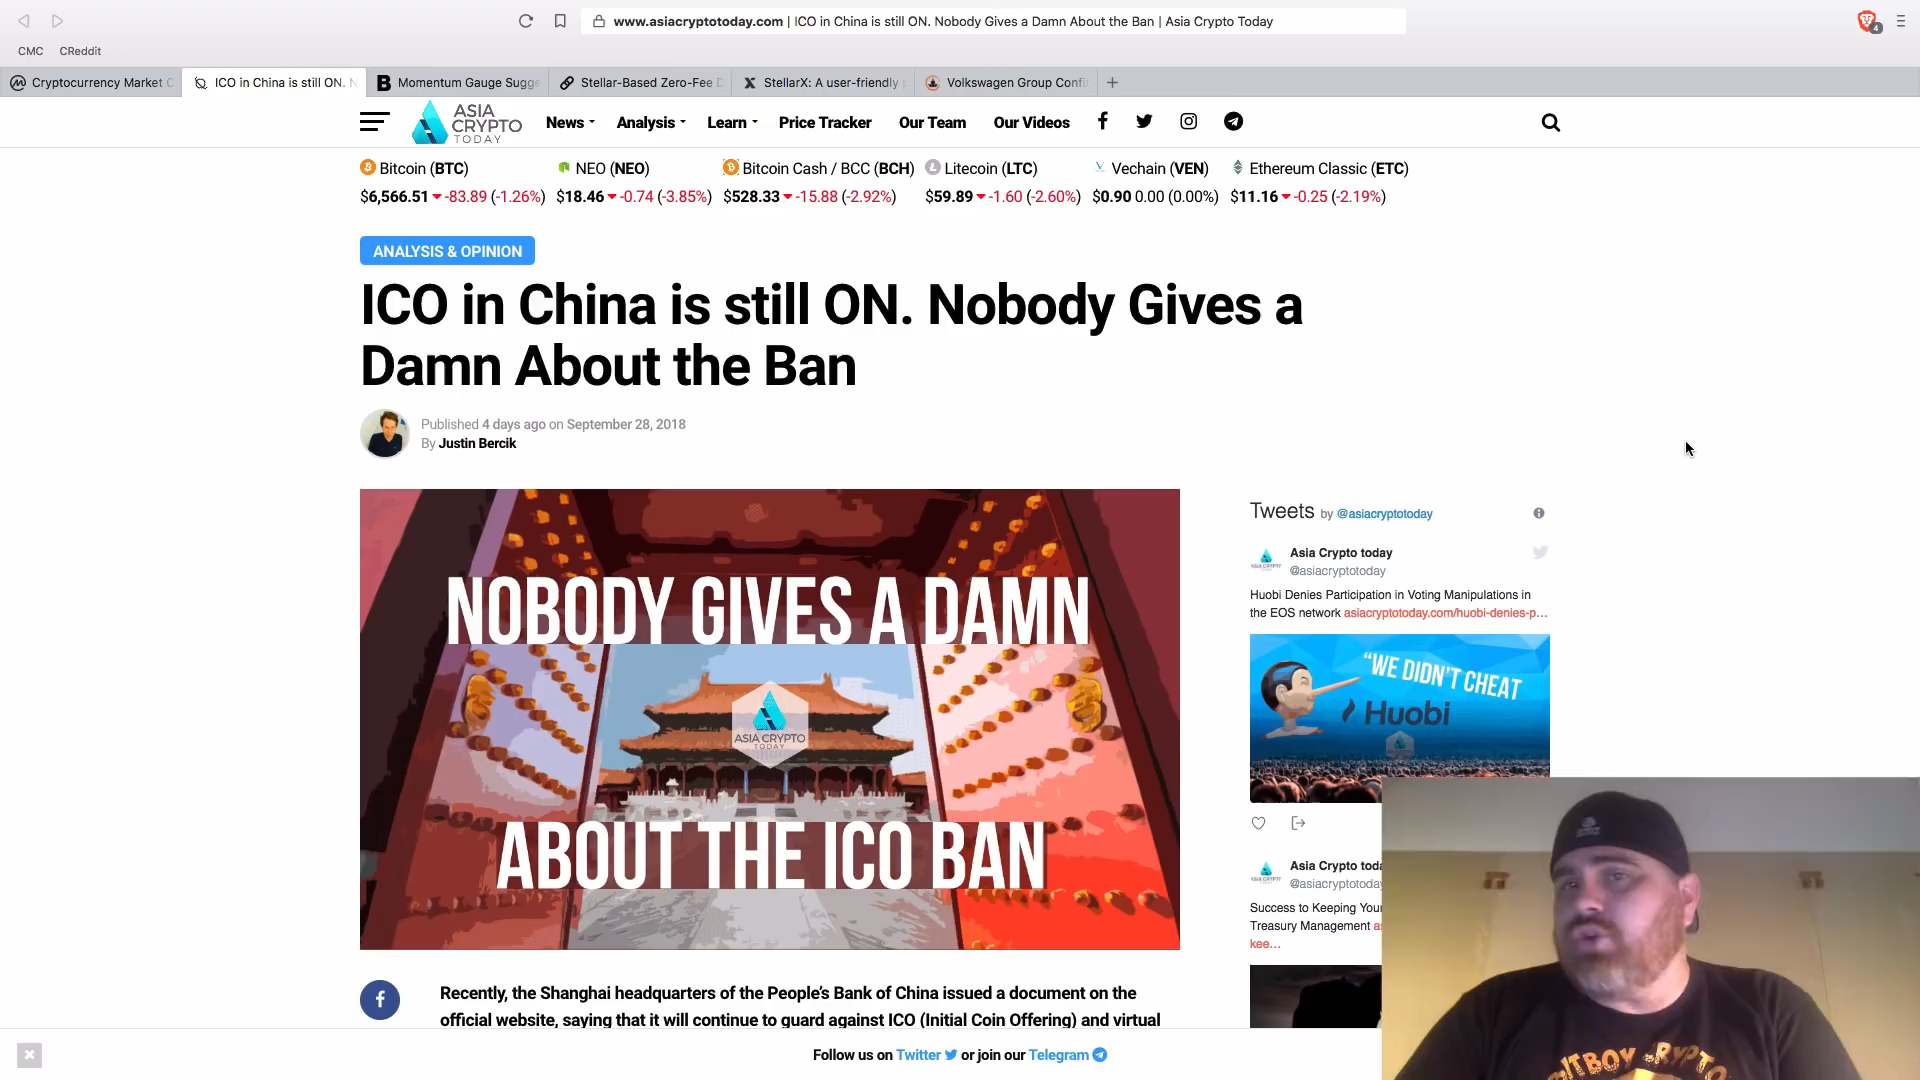 www.asiacryptotoday.com | ICO in China is still ON. Nobody Gives a Damn About the Ban | Asia Crypto Today
4
CMC CReddit
Cryptocurrency Market C
ICO in China is still ON. N
Momentum Gauge Sugge
Stellar-Based Zero-Fee D
StellarX: A user-friendly
Volkswagen Group Confi
ASIA
CRYPTO
TODAY
News Analysis Learn Price Tracker Our Team Our Videos
Bitcoin (BTC) NEO (NEO) Bitcoin Cash / BCC (BCH) Litecoin (LTC) Vechain (VEN) Ethereum Classic (ETC)
$6,566.51 -83.89 (-1.26%) $18.46 -0.74 (-3.85%) $528.33 -15.88 (-2.92%) $59.89 -1.60 (-2.60%) $0.90 0.00 (0.00%) $11.16 -0.25 (-2.19%)
ANALYSIS & OPINION
ICO in China is still ON. Nobody Gives a
Damn About the Ban
Published 4 days ago on September 28, 2018
By Justin Bercik
NOBODY GIVES A DAMN
ASIA CRYPTO
TODAY
ABOUT THE ICO BAN
Recently, the Shanghai headquarters of the People's Bank of China issued a document on the
official website, saying that it will continue to guard against ICO (Initial Coin Offering) and virtual
Tweets by @asiacryptotoday
Asia Crypto today
@asiacryptotoday
Huobi Denies Participation in Voting Manipulations in
the EOS network asiacryptotoday.com/huobi-denies-p...
"WE DIDN'T CHEAT
Huobi
Asia Crypto toda
@asiacryptotoday
Success to Keeping Your
Treasury Management a
kee...
Follow us on Twitter or join our Telegram